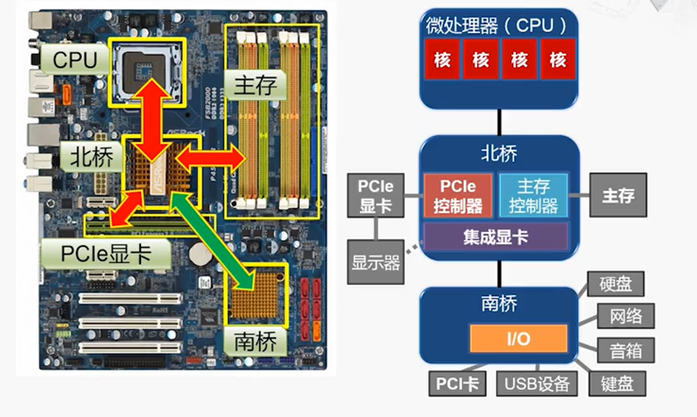 CPU
主存
北桥
PCIe显卡
南桥
FSB2000
ASRock
微处理器（CPU）
核 核 核 核
北桥
PCIe
控制器
主存
控制器
集成显卡
PCIe
显卡
显示器
主存
南桥
I/O
硬盘
网络
音箱
键盘
USB设备
PCI卡